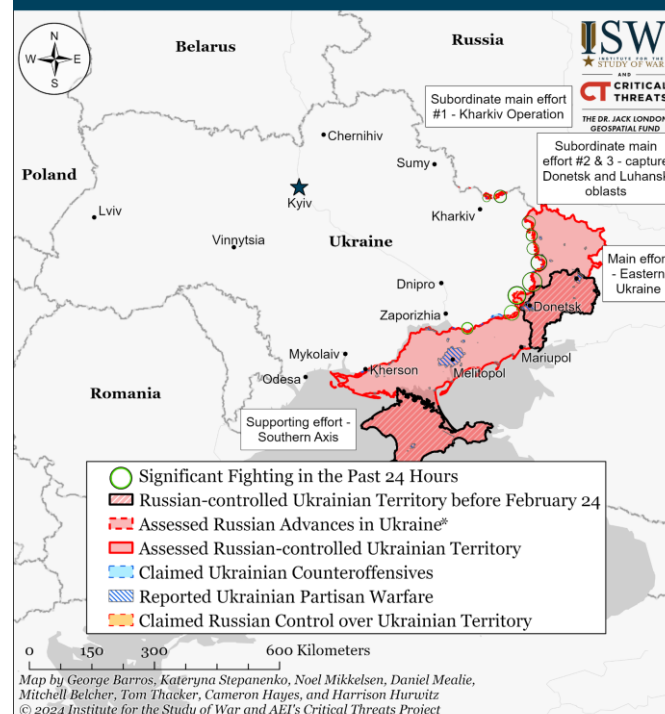 N
W
E
S
Belarus
Russia
ISW
INSTITUTE FOR THE
STUDY OF WAR
AND
CT CRITICAL
THREATS
THE DR. JACK LONDON
GEOSPATIAL FUND
Subordinate main effort
#1 - Kharkiv Operation
Subordinate main
effort #2 & 3 - capture
Donetsk and Luhansk
oblasts
Chernihiv
Sumy
Poland
Kyiv
Lviv
Kharkiv
Vinnytsia
Ukraine
Main effort
- Eastern
Ukraine
Dnipro
Donetsk
Zaporizhia
Mykolaiv
Mariupol
Kherson
Melitopol
Odesa
Romania
Supporting effort -
Southern Axis
Significant Fighting in the Past 24 Hours
Russian-controlled Ukrainian Territory before February 24
Assessed Russian Advances in Ukraine*
Assessed Russian-controlled Ukrainian Territory
Claimed Ukrainian Counteroffensives
Reported Ukrainian Partisan Warfare
Claimed Russian Control over Ukrainian Territory
0 150 300 600 Kilometers
Map by George Barros, Kateryna Stepanenko, Noel Mikkelsen, Daniel Mealie,
Mitchell Belcher, Tom Thacker, Cameron Hayes, and Harrison Hurwitz
© 2024 Institute for the Study of War and AEI's Critical Threats Project